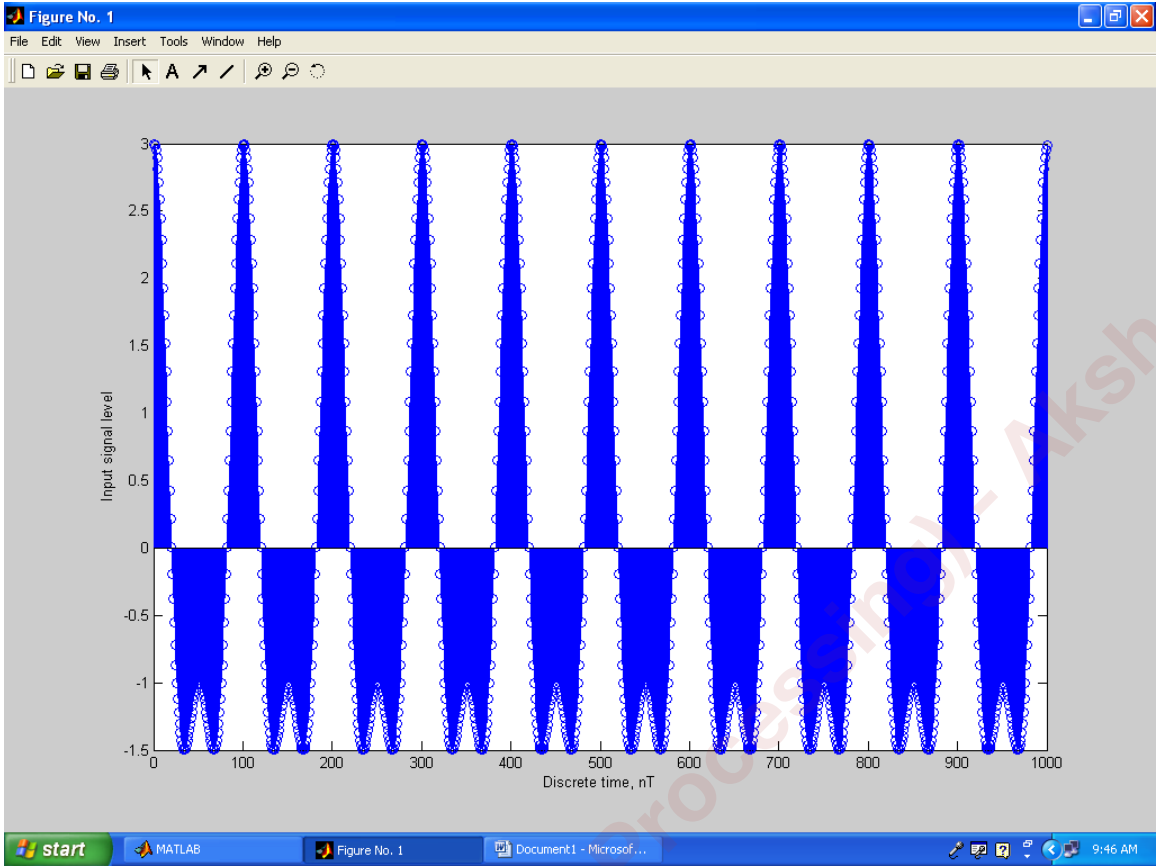 Figure No. 1
File Edit View Insert Tools Window Help
A
3
2.5
2
1.5
1
0.5
0
-0.5
-1
-1.5
Input signal level
0 100 200 300 400 500 600 700 800 900 1000
Discrete time, nT
rocessing)- Aksh
start MATLAB Figure No. 1 Document1 - Microsof... 9:46 AM